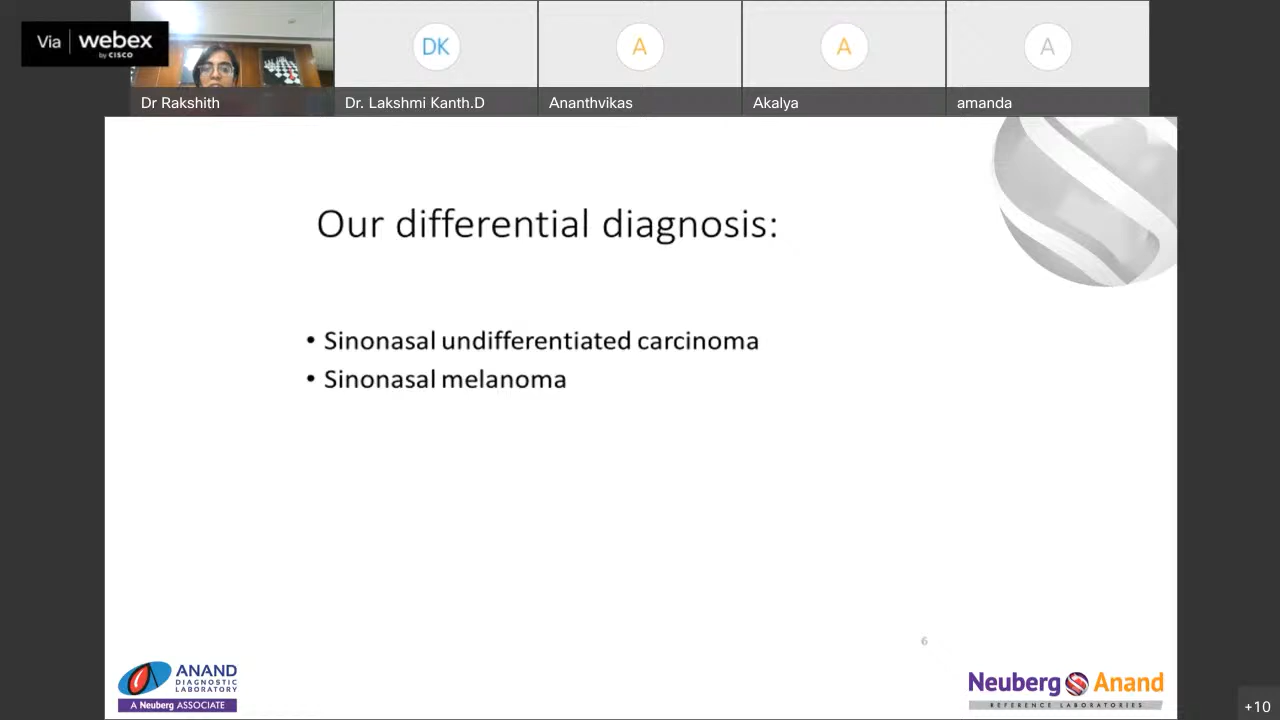 Via webex
by CISCO
DK
A
A
A
Dr Rakshith
Dr. Lakshmi Kanth.D
Ananthvikas
Akalya
amanda
Our differential diagnosis:
• Sinonasal undifferentiated carcinoma
• Sinonasal melanoma
6
ANAND
DIAGNOSTIC
LABORATORY
A Neuberg ASSOCIATE
Neuberg Anand
REFERENCE LABORATORIES
+10